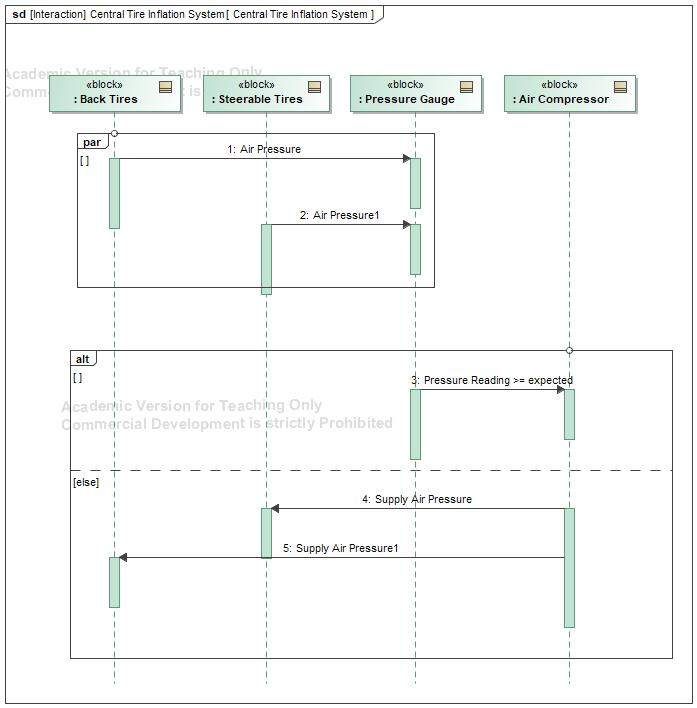 sd [Interaction] Central Tire Inflation System [ Central Tire Inflation System ]
Academic Version for Teaching Only
«block» «block» «block» «block»
: Back Tires : Steerable Tires : Pressure Gauge : Air Compressor
par
[ ]
1: Air Pressure
2: Air Pressure1
alt
[ ]
3: Pressure Reading >= expected
Academic Version for Teaching Only
Commercial Development is strictly Prohibited
[else]
4: Supply Air Pressure
5: Supply Air Pressure1